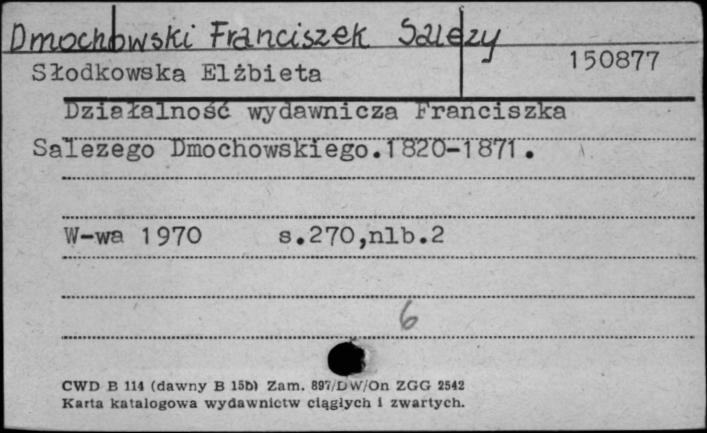 Dmochowski Franciszek Salezy
Słodkowska Elżbieta 150877
Działalność wydawnicza Franciszka
Salezego Dmochowskiego.1820-1871.
W-wa 1970 s.270,nlb.2
6
CWD B 114 (dawny B 15b) Zam. 897/DW/On ZGG 2542
Karta katalogowa wydawnictw ciągłych i zwartych.